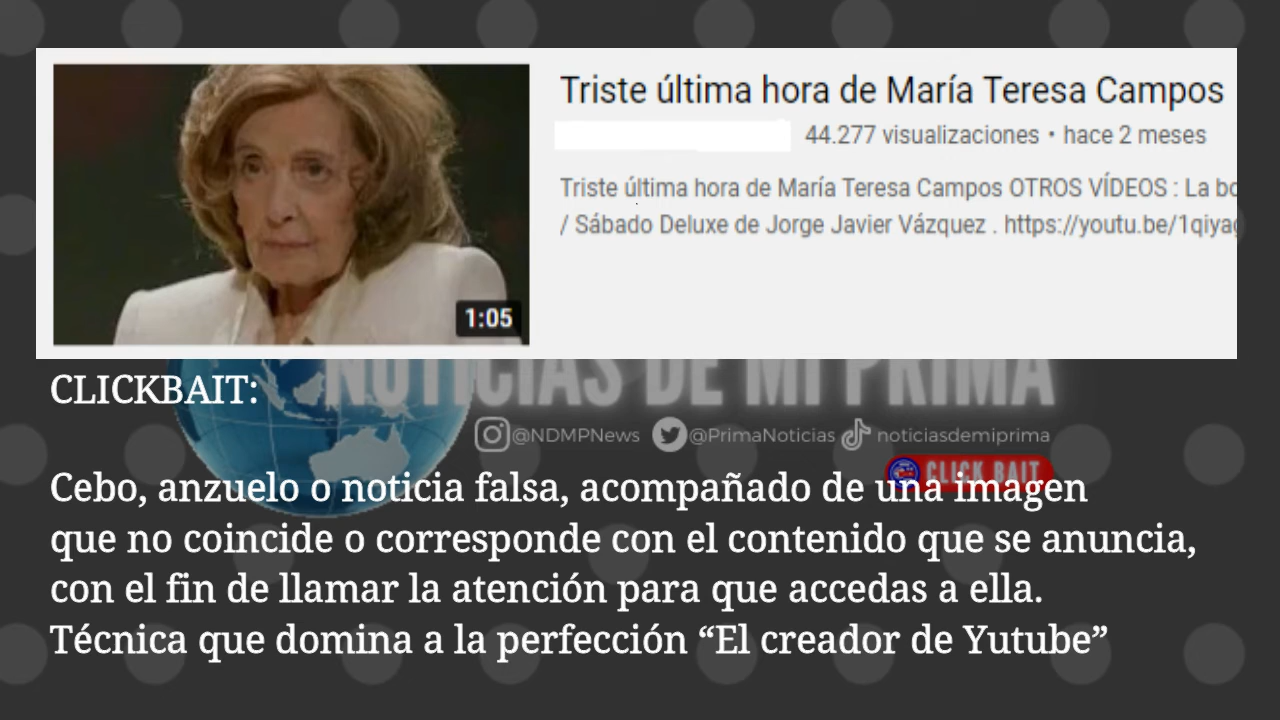 Triste última hora de María Teresa Campos
44.277 visualizaciones • hace 2 meses
Triste última hora de María Teresa Campos OTROS VÍDEOS : La
/ Sábado Deluxe de Jorge Javier Vázquez . https://youtu.be/1qiya
1:05
NOTICIAS DE MI PRIMA
CLICKBAIT:
@NDMPNews @PrimaNoticias noticiasdemiprima
CLICK BAIT
Cebo, anzuelo o noticia falsa, acompañado de una imagen
que no coincide o corresponde con el contenido que se anuncia,
con el fin de llamar la atención para que accedas a ella.
Técnica que domina a la perfección “El creador de Yutube”